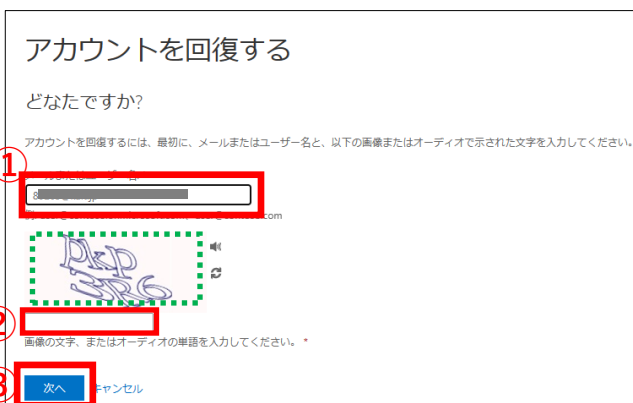 アカウントを回復する
どなたですか?
アカウントを回復するには、最初に、メールまたはユーザー名と、以下の画像またはオーディオで示された文字を入力してください。
①
②
画像の文字、またはオーディオの単語を入力してください。 *
③
次へ キャンセル